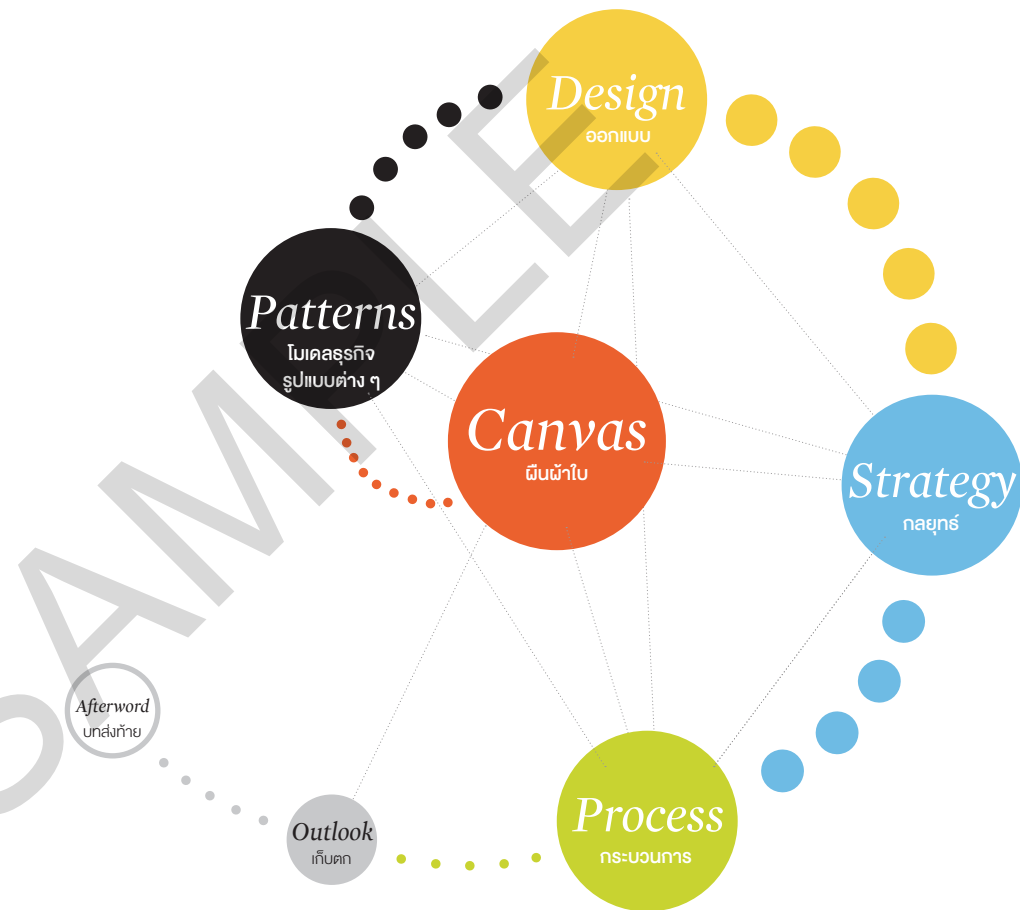 Design
ออกแบบ
Patterns
โมเดลธุรกิจ
รูปแบบต่าง ๆ
Canvas
ผืนผ้าใบ
Strategy
กลยุทธ์
Afterword
บทส่งท้าย
Outlook
เก็บตก
Process
กระบวนการ
SAMPLE